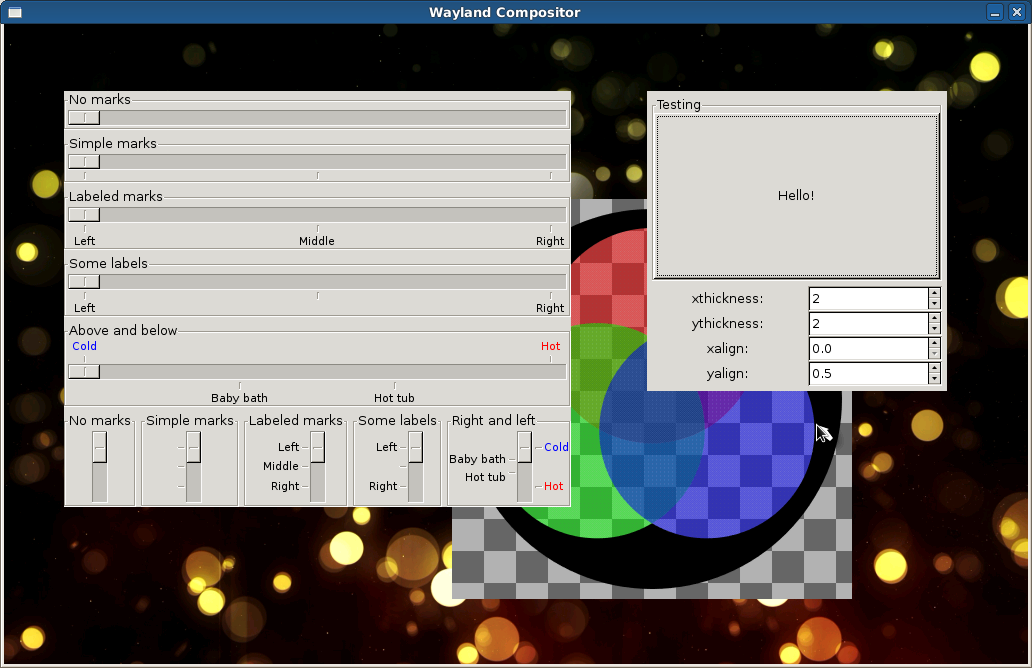 Wayland Compositor
No marks
Simple marks
Labeled marks
Left Middle Right
Some labels
Left Right
Above and below
Cold Hot
Baby bath Hot tub
No marks
Simple marks
Labeled marks
Left
Middle
Right
Some labels
Left
Right
Right and left
Cold
Baby bath
Hot tub
Hot
Testing
Hello!
xthickness: 2
ythickness: 2
xalign: 0.0
yalign: 0.5